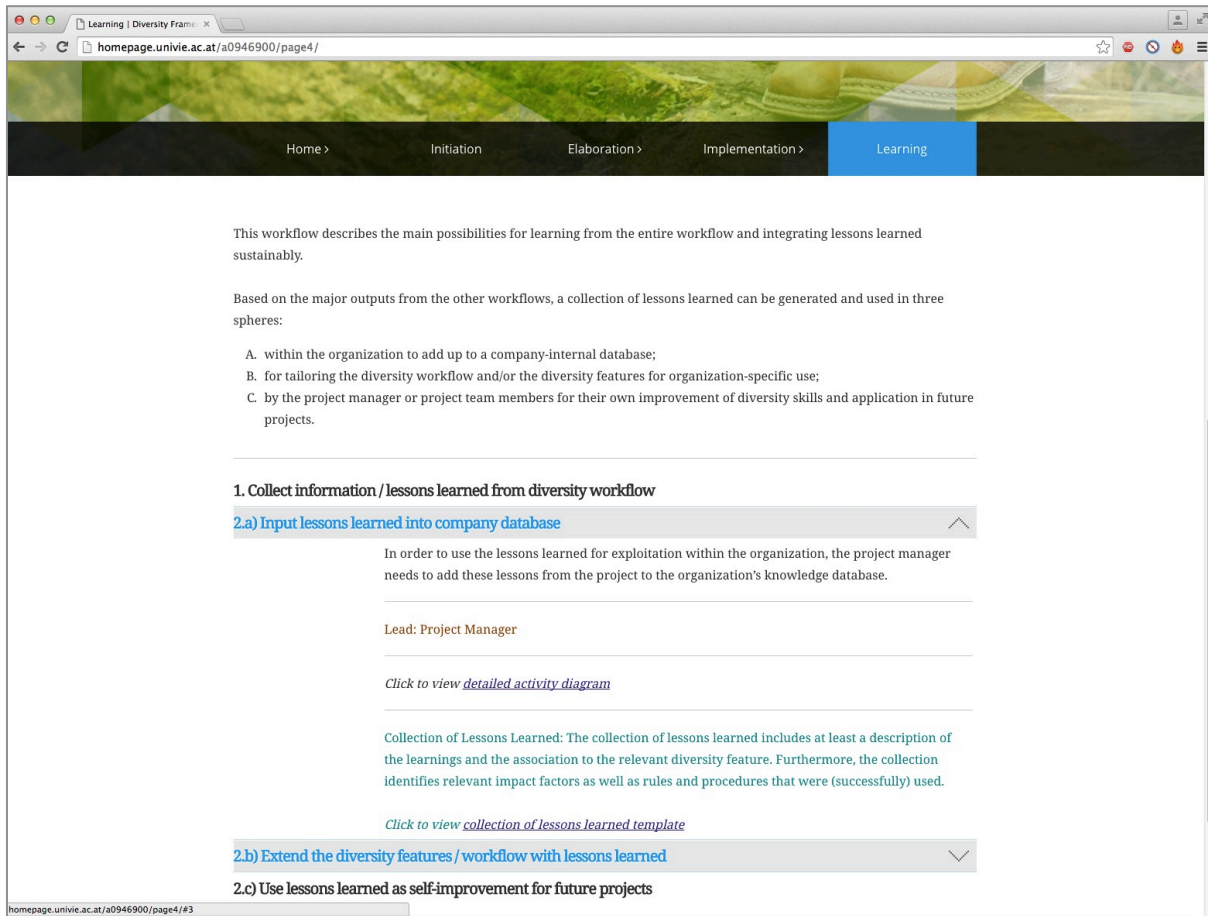 Learning | Diversity Frame
homepage.univie.ac.at/a0946900/page4/
Home > Initiation Elaboration > Implementation > Learning
This workflow describes the main possibilities for learning from the entire workflow and integrating lessons learned
sustainably.
Based on the major outputs from the other workflows, a collection of lessons learned can be generated and used in three
spheres:
A. within the organization to add up to a company-internal database;
B. for tailoring the diversity workflow and/or the diversity features for organization-specific use;
C. by the project manager or project team members for their own improvement of diversity skills and application in future
projects.
1. Collect information / lessons learned from diversity workflow
2.a) Input lessons learned into company database
In order to use the lessons learned for exploitation within the organization, the project manager
needs to add these lessons from the project to the organization’s knowledge database.
Lead: Project Manager
Click to view detailed activity diagram
Collection of Lessons Learned: The collection of lessons learned includes at least a description of
the learnings and the association to the relevant diversity feature. Furthermore, the collection
identifies relevant impact factors as well as rules and procedures that were (successfully) used.
Click to view collection of lessons learned template
2.b) Extend the diversity features / workflow with lessons learned
2.c) Use lessons learned as self-improvement for future projects
homepage.univie.ac.at/a0946900/page4/#3